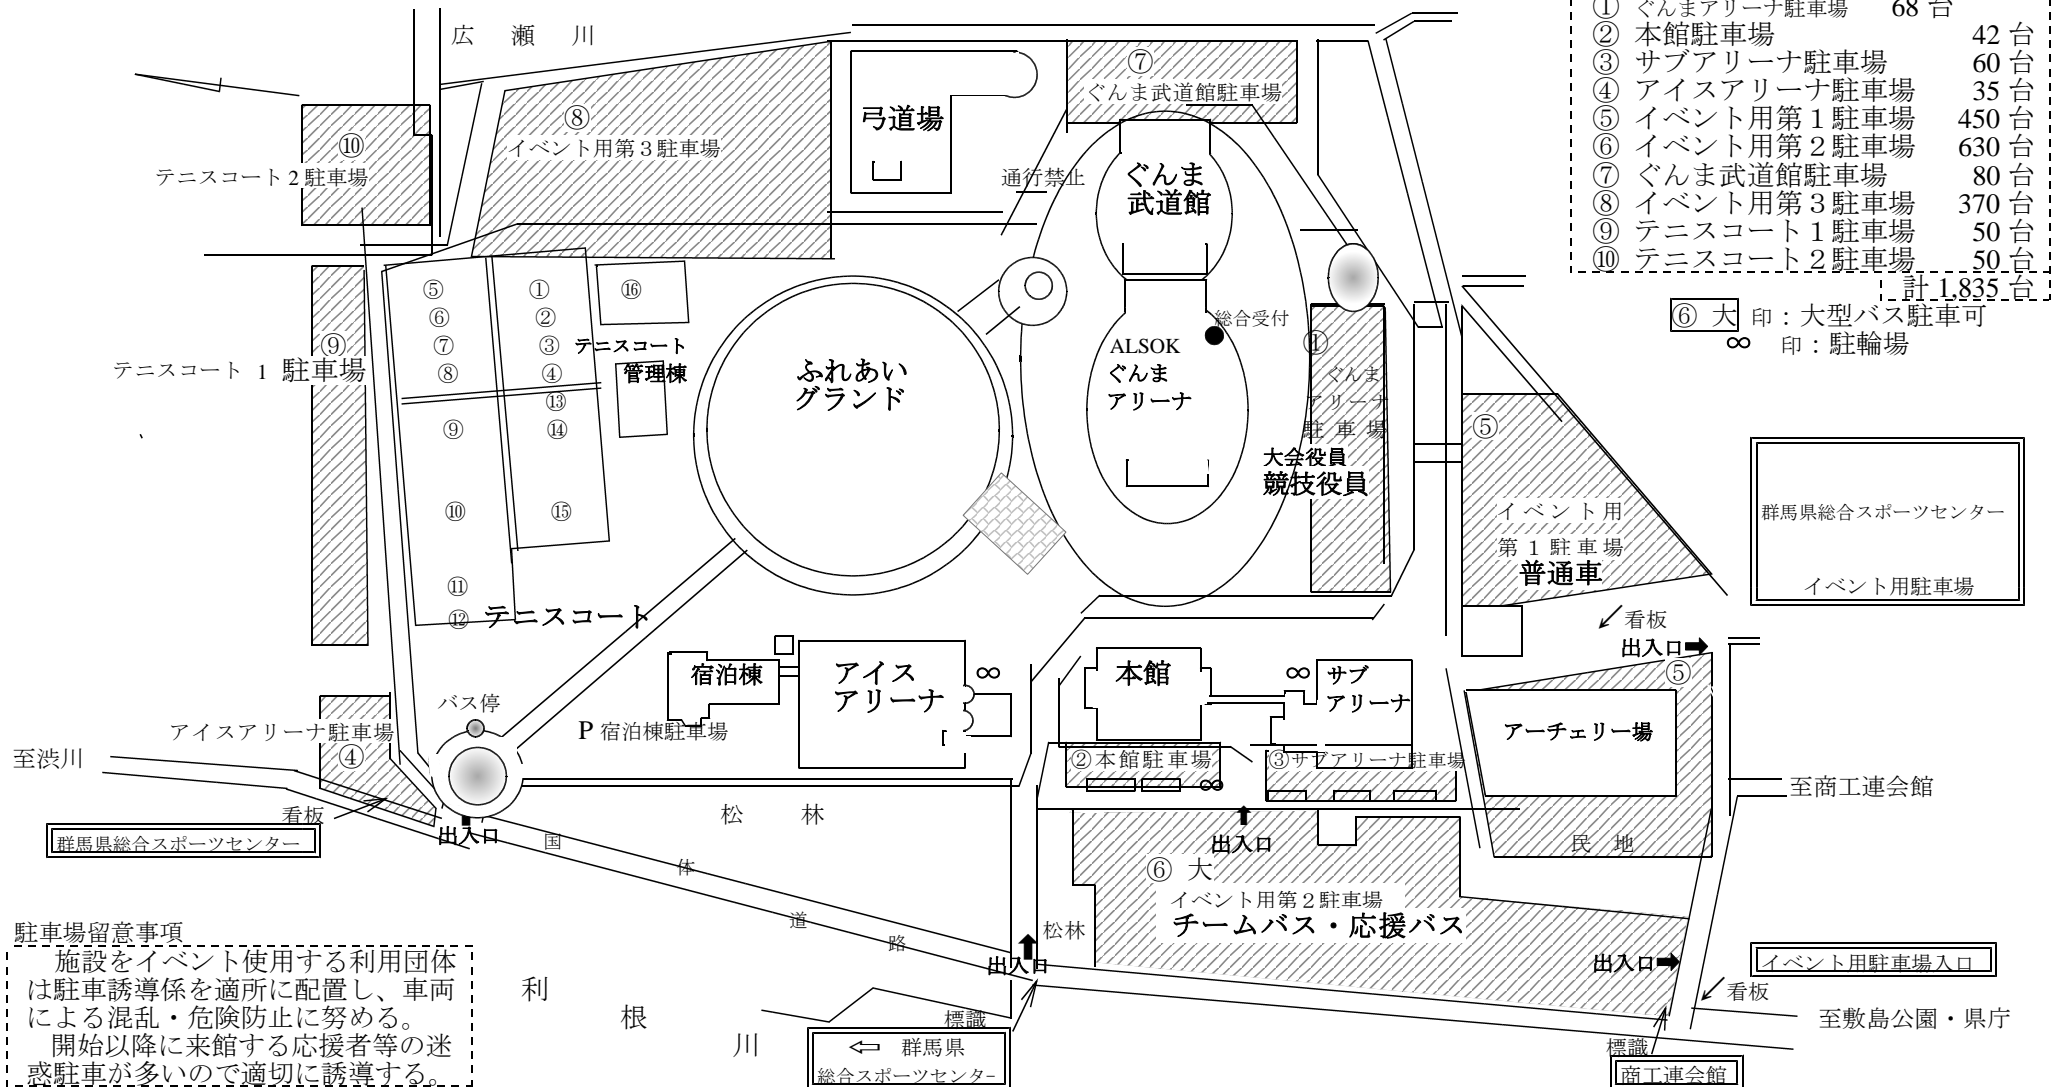 広　瀬　川
① ぐんまアリーナ駐車場　68 台
② 本館駐車場　42 台
③ サブアリーナ駐車場　60 台
④ アイスアリーナ駐車場　35 台
⑤ イベント用第１駐車場　450 台
⑥ イベント用第２駐車場　630 台
⑦ ぐんま武道館駐車場　80 台
⑧ イベント用第３駐車場　370 台
⑨ テニスコート１駐車場　50 台
⑩ テニスコート２駐車場　50 台
計 1,835 台
⑥ 大 印：大型バス駐車可
∞ 印：駐輪場
⑦
ぐんま武道館駐車場
⑧
イベント用第３駐車場
弓道場
⑩
テニスコート２駐車場
通行禁止
ぐんま
武道館
⑤
⑥
⑦
⑧
⑨
⑩
⑪
⑫
①
②
③
④
⑬
⑭
⑮
⑯
テニスコート
管理棟
⑨
テニスコート 1 駐車場
ふれあい
グランド
総合受付
ALSOK
ぐんま
アリーナ
①
ぐんま
アリーナ
駐車場
大会役員
競技役員
⑤
イベント用
第１駐車場
普通車
群馬県総合スポーツセンター
イベント用駐車場
テニスコート
看板
出入口
⑤
宿泊棟
アイス
アリーナ
∞
本館
∞
サブ
アリーナ
アーチェリー場
バス停
P 宿泊棟駐車場
アイスアリーナ駐車場
④
②本館駐車場
∞
③サブアリーナ駐車場
至渋川
至商工連会館
看板
群馬県総合スポーツセンター
出入口
松　林
国体道路
出入口
民　地
⑥ 大
イベント用第２駐車場
チームバス・応援バス
松林
出入口
出入口
イベント用駐車場入口
看板
至敷島公園・県庁
駐車場留意事項
施設をイベント使用する利用団体
は駐車誘導係を適所に配置し、車両
による混乱・危険防止に努める。
開始以降に来館する応援者等の迷
惑駐車が多いので適切に誘導する。
利根川
標識
⇦ 群馬県
総合スポーツセンター
標識
商工連会館